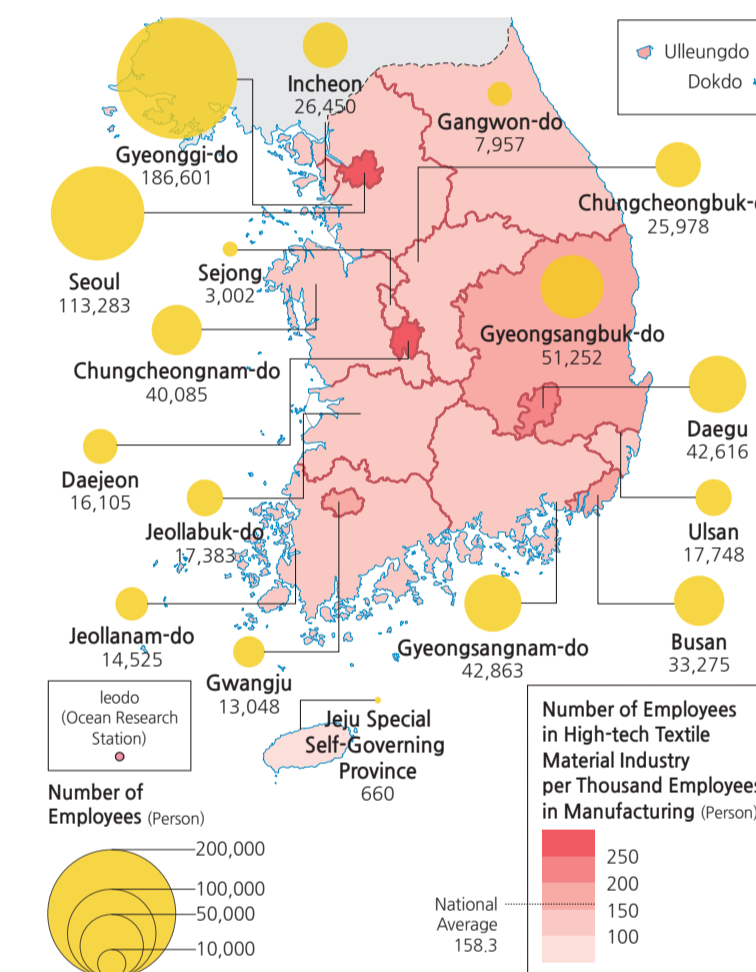 Ulleungdo
Dokdo
Incheon
26,450
Gangwon-do
7,957
Gyeonggi-do
186,601
25,978
Seoul
113,283
Sejong
3,002
Gyeongsangbuk-do
51,252
Chungcheongnam-do
40,085
Daegu
42,616
Daejeon
16,105
Jeollabuk-do
17,383
Ulsan
17,748
Jeollanam-do
14,525
Gyeongsangnam-do
42,863
Busan
33,275
Gwangju
13,048
Ieodo
(Ocean Research
Station)
Jeju Special
Self-Governing
Province
660
Number of
Employees (Person)
200,000
100,000
50,000
10,000
Number of Employees
in High-tech Textile
Material Industry
per Thousand Employees
in Manufacturing (Person)
250
200
150
100
National
Average
158.3